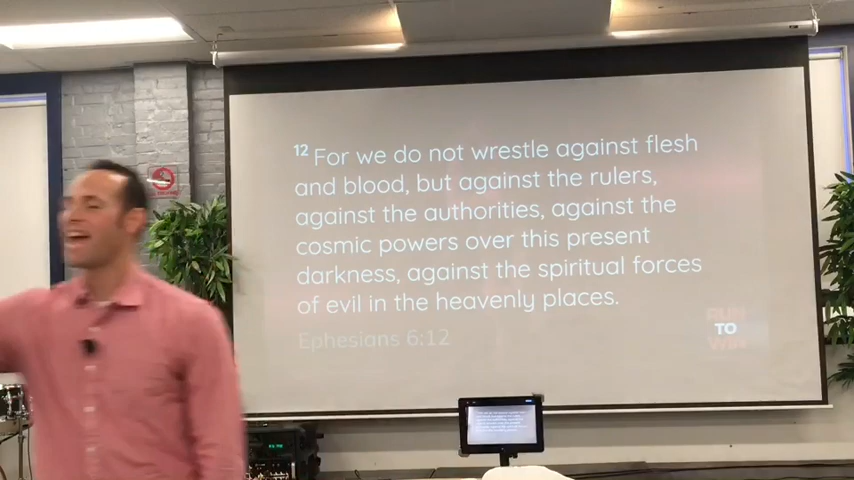 12 For we do not wrestle against flesh
and blood, but against the rulers,
against the authorities, against the
cosmic powers over this present
darkness, against the spiritual forces
of evil in the heavenly places.
Ephesians 6:12
RUN
TO
WIN